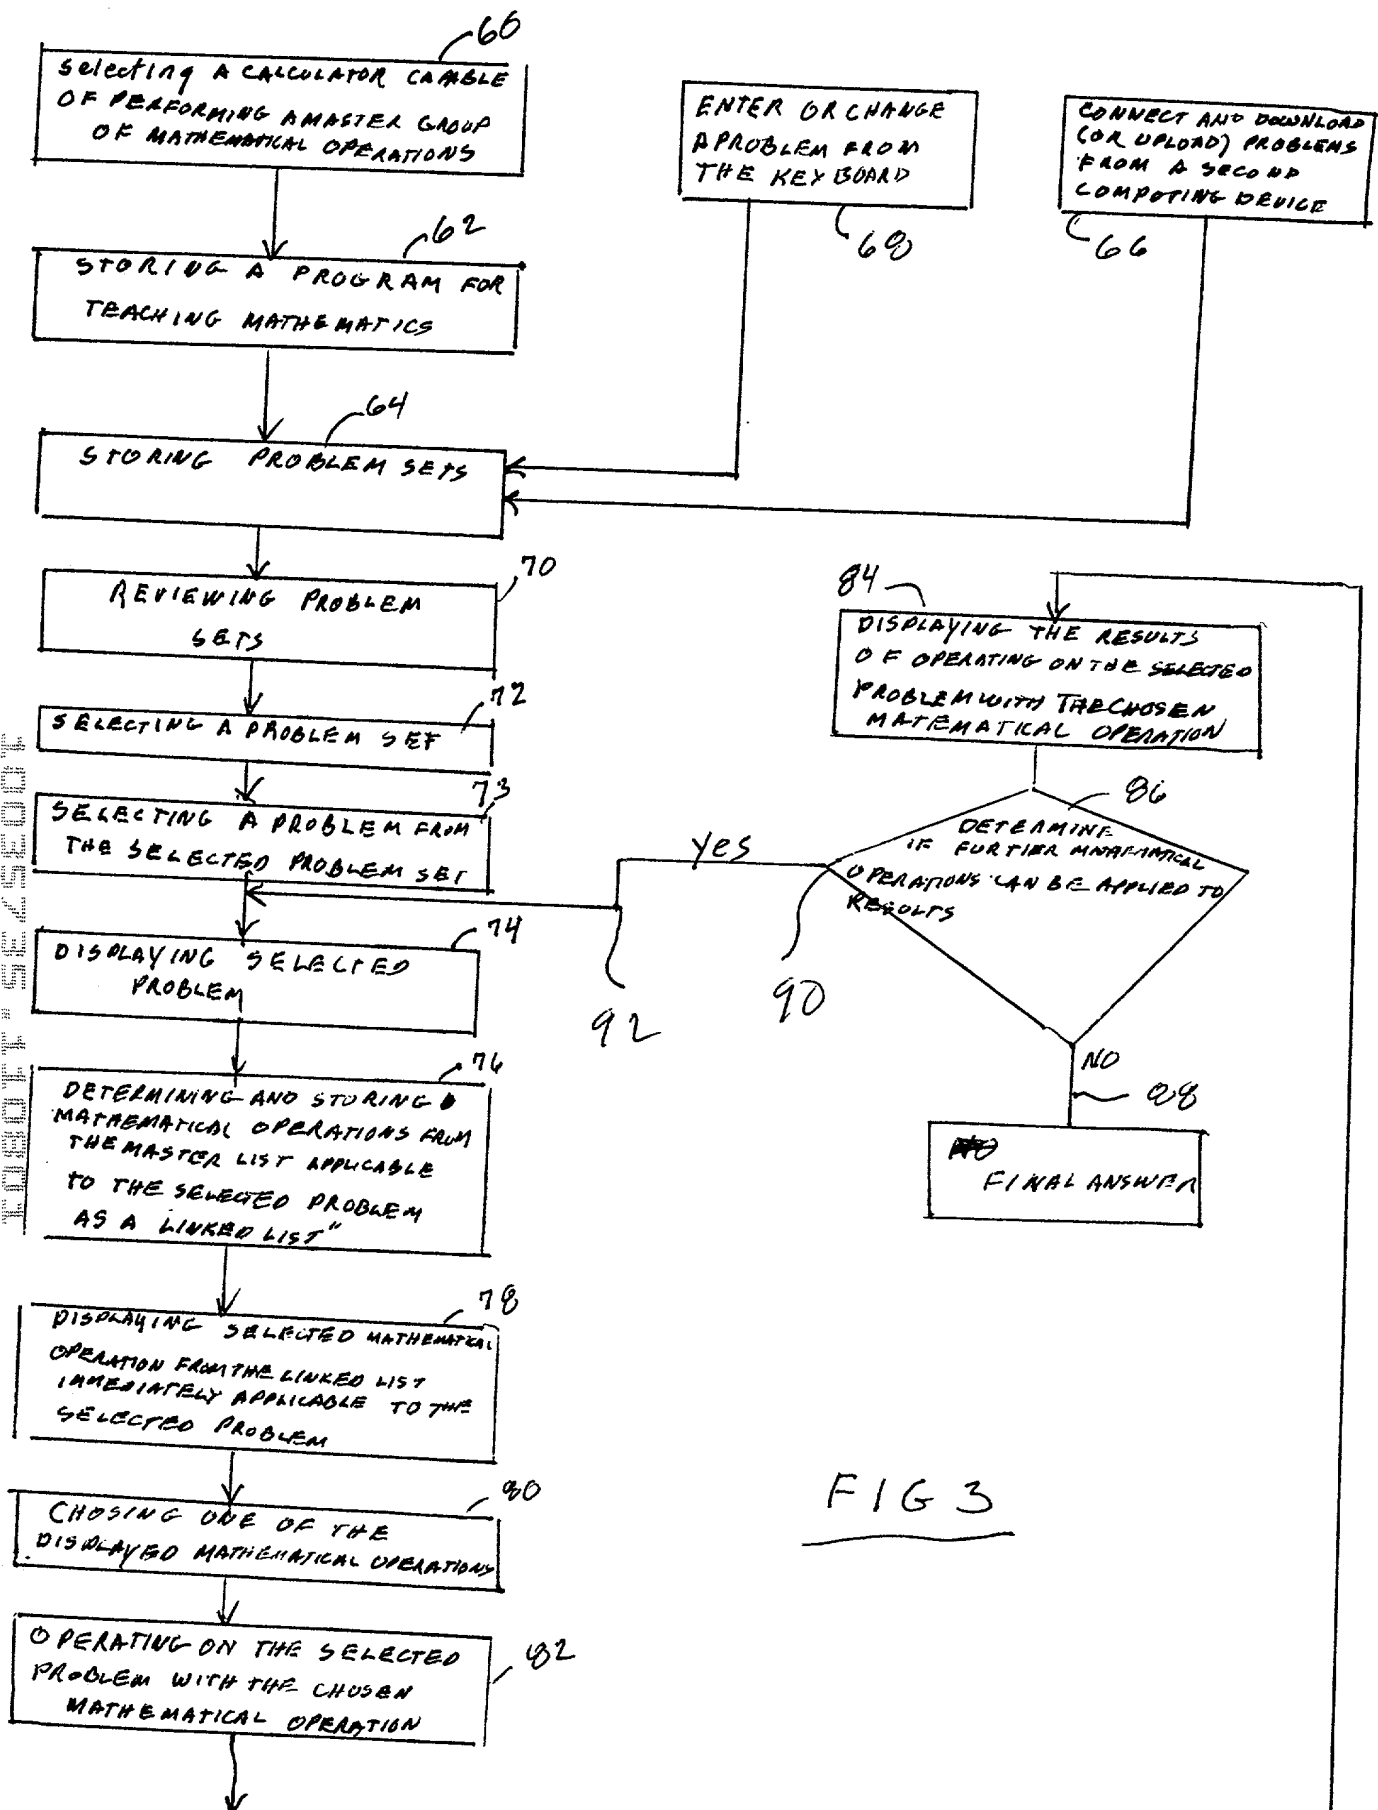 60
Selecting A CALCULATOR CAPABLE
OF PERFORMING A MASTER GROUP
OF MATHEMATICAL OPERATIONS
62
STORING A PROGRAM FOR
TEACHING MATHEMATICS
64
STORING PROBLEM SETS
ENTER OR CHANGE
A PROBLEM FROM
THE KEYBOARD
68
CONNECT AND DOWNLOAD
(OR UPLOAD) PROBLEMS
FROM A SECOND
COMPUTING DEVICE
66
70
REVIEWING PROBLEM
SETS
72
SELECTING A PROBLEM SET
73
SELECTING A PROBLEM FROM
THE SELECTED PROBLEM SET
74
DISPLAYING SELECTED
PROBLEM
76
DETERMINING AND STORING
MATHEMATICAL OPERATIONS FROM
THE MASTER LIST APPLICABLE
TO THE SELECTED PROBLEM
AS A LINKED LIST"
78
DISPLAYING SELECTED MATHEMATICAL
OPERATION FROM THE LINKED LIST
IMMEDIATELY APPLICABLE TO THE
SELECTED PROBLEM
80
CHOSING ONE OF THE
DISPLAYED MATHEMATICAL OPERATIONS
82
OPERATING ON THE SELECTED
PROBLEM WITH THE CHOSEN
MATHEMATICAL OPERATION
84
DISPLAYING THE RESULTS
OF OPERATING ON THE SELECTED
PROBLEM WITH THE CHOSEN
MATEMATICAL OPERATION
86
DETERMINE
IF FURTHER MATHEMATICAL
OPERATIONS CAN BE APPLIED TO
RESULTS
yes
90
92
NO
88
FINAL ANSWER
FIG 3